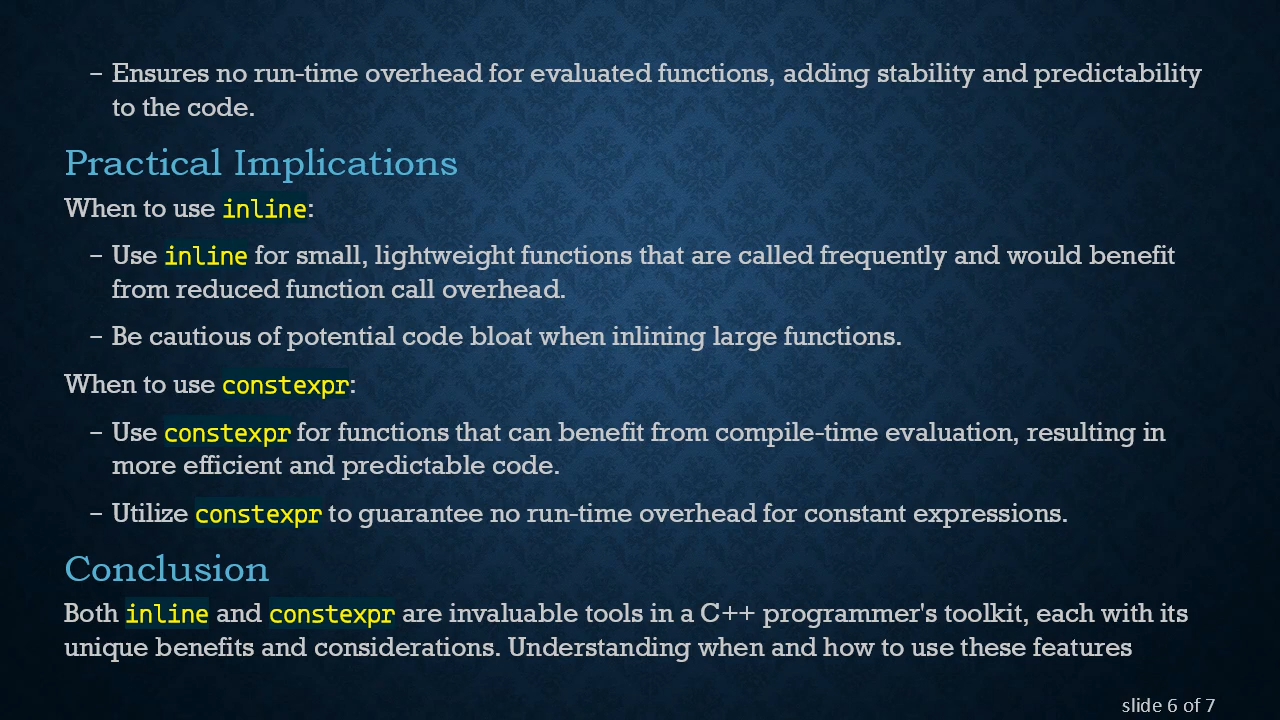 – Ensures no run-time overhead for evaluated functions, adding stability and predictability
to the code.
Practical Implications
When to use inline:
– Use inline for small, lightweight functions that are called frequently and would benefit
from reduced function call overhead.
– Be cautious of potential code bloat when inlining large functions.
When to use constexpr:
– Use constexpr for functions that can benefit from compile-time evaluation, resulting in
more efficient and predictable code.
– Utilize constexpr to guarantee no run-time overhead for constant expressions.
Conclusion
Both inline and constexpr are invaluable tools in a C++ programmer's toolkit, each with its
unique benefits and considerations. Understanding when and how to use these features
slide 6 of 7